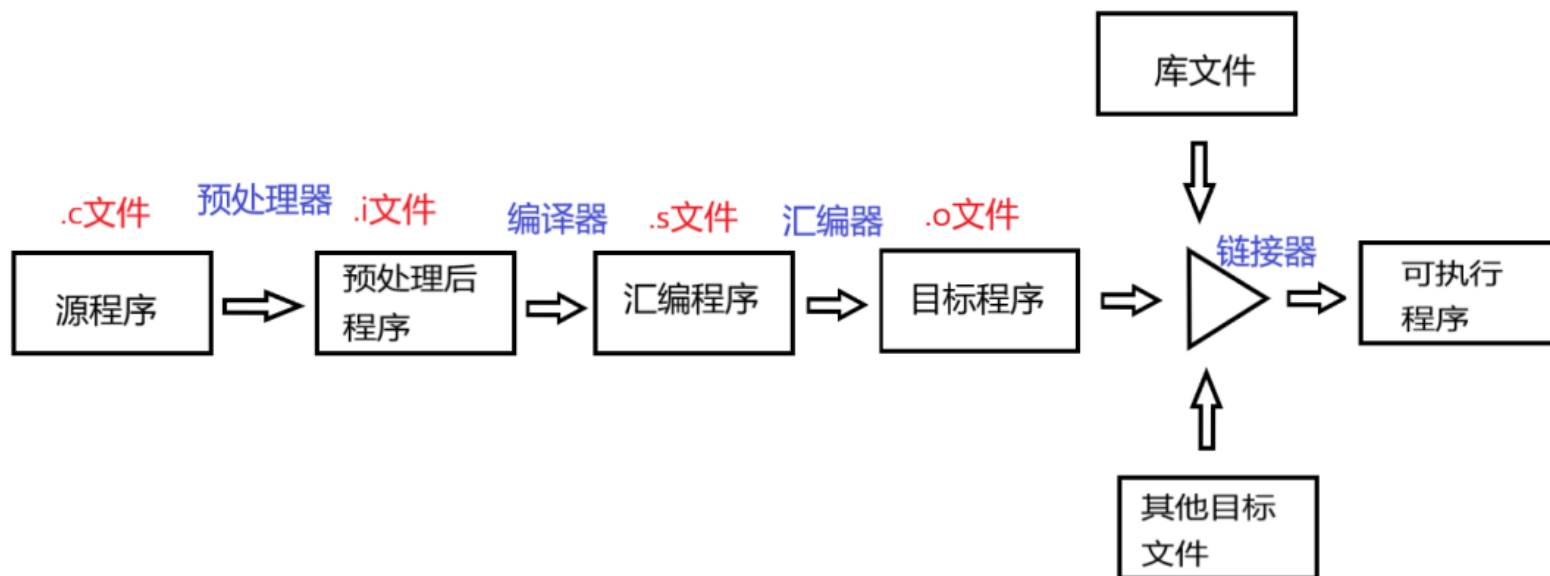 库文件
.c文件
预处理器
.i文件
编译器
.s文件
汇编器
.o文件
链接器
源程序
预处理后
程序
汇编程序
目标程序
可执行
程序
其他目标
文件